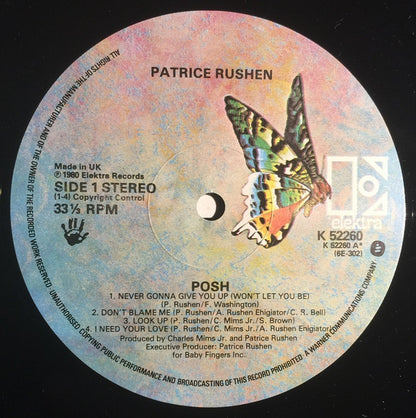 PATRICE RUSHEN
Made in UK
℗ 1980 Elektra Records
SIDE 1 STEREO
(1-4) Copyright Control
33⅓ RPM
elektra
K 52260
K 52260 A*
(6E-302)
POSH
1. NEVER GONNA GIVE YOU UP (WON'T LET YOU BE)
(P. Rushen/F. Washington)
2. DON'T BLAME ME (P. Rushen/A. Rushen Ehigiator/C. R. Bell)
3. LOOK UP (P. Rushen/C. Mims Jr./S. Brown)
4. I NEED YOUR LOVE (P. Rushen/C. Mims Jr./A. Rushen Ehigiator)
Produced by Charles Mims Jr. and Patrice Rushen
Executive Producer: Patrice Rushen
for Baby Fingers Inc.
ALL RIGHTS OF THE MANUFACTURER AND OF THE OWNER OF THE RECORDED WORK RESERVED. UNAUTHORISED COPYING PUBLIC PERFORMANCE AND BROADCASTING OF THIS RECORD PROHIBITED. A WARNER COMMUNICATIONS COMPANY